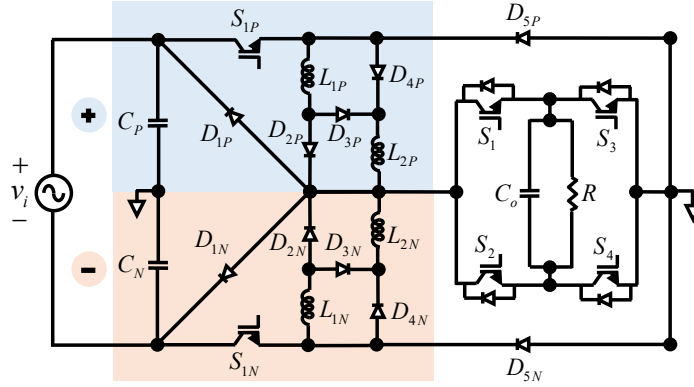 S1P
D5P
L1P
D4P
+
CP
D1P
D2P
D3P
L2P
S1
S3
+
vi
−
Co
R
D1N
D2N
D3N
L2N
S2
S4
−
CN
L1N
D4N
S1N
D5N